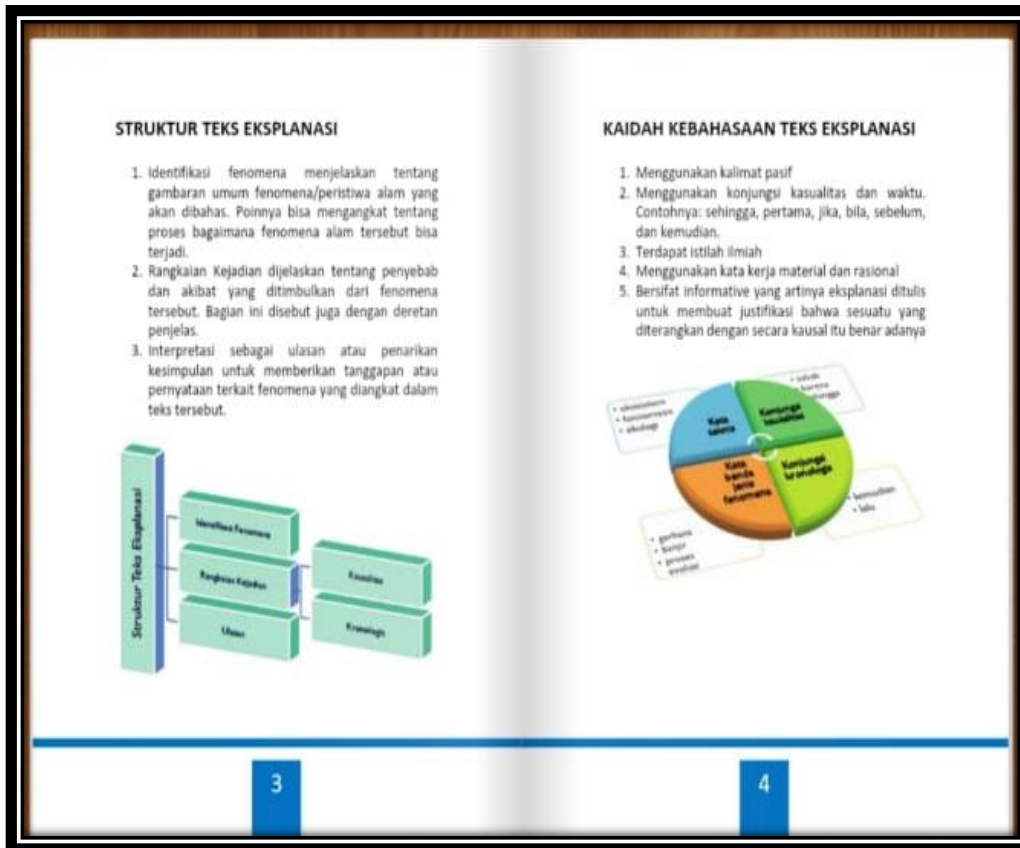 STRUKTUR TEKS EKSPLANASI
1. Identifikasi fenomena menjelaskan tentang
gambaran umum fenomena/peristiwa alam yang
akan dibahas. Poinnya bisa mengangkat tentang
proses bagaimana fenomena alam tersebut bisa
terjadi.
2. Rangkaian Kejadian dijelaskan tentang penyebab
dan akibat yang ditimbulkan dari fenomena
tersebut. Bagian ini disebut juga dengan deretan
penjelas.
3. Interpretasi sebagai ulasan atau penarikan
kesimpulan untuk memberikan tanggapan atau
pernyataan terkait fenomena yang diangkat dalam
teks tersebut.
Struktur Teks Eksplanasi
Identifikasi Fenomena
Rangkaian Kejadian
Ulasan
Kausalitas
Kronologis
3
KAIDAH KEBAHASAAN TEKS EKSPLANASI
1. Menggunakan kalimat pasif
2. Menggunakan konjungsi kasualitas dan waktu.
Contohnya: sehingga, pertama, jika, bila, sebelum,
dan kemudian.
3. Terdapat istilah ilmiah
4. Menggunakan kata kerja material dan rasional
5. Bersifat informative yang artinya eksplanasi ditulis
untuk membuat justifikasi bahwa sesuatu yang
diterangkan dengan secara kausal itu benar adanya
• ekosistem
• ekologi
Kata
teknis
• sebab
• karena
Konjungsi
kausalitas
Kata
benda
jenis
fenomena
Konjungsi
kronologis
• kemudian
• lalu
• gerhana
• banjir
• proses
evolusi
4